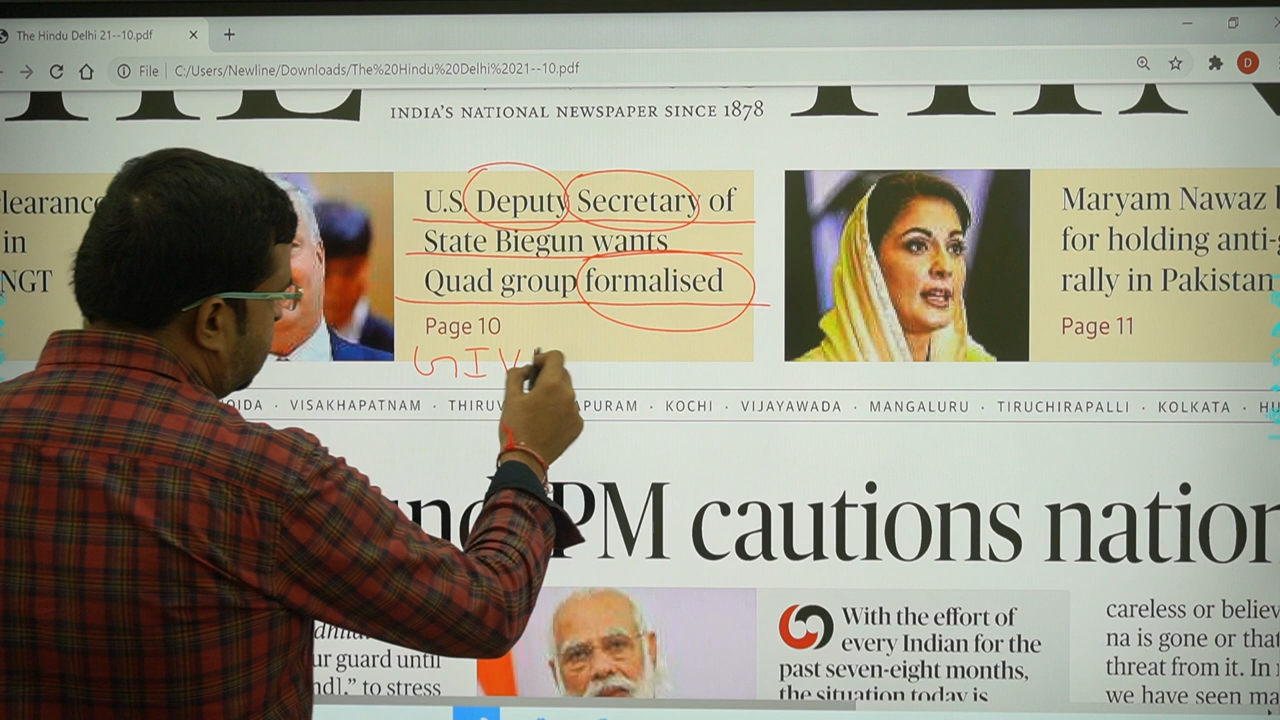 The Hindu Delhi 21--10.pdf
File C:/Users/Newline/Downloads/The%20Hindu%20Delhi%2021--10.pdf
D
INDIA'S NATIONAL NEWSPAPER SINCE 1878
in
NGT
U.S. Deputy Secretary of
State Biegun wants
Quad group formalised
Page 10
GIV
Maryam Nawaz
for holding anti-
rally in Pakistan
Page 11
VISAKHAPATNAM · KOCHI · VIJAYAWADA · MANGALURU · TIRUCHIRAPALLI · KOLKATA
PM cautions nation
ur guard until
ndl." to stress
With the effort of
every Indian for the
past seven-eight months,
the situation today is
careless or believ
na is gone or that
threat from it. In
we have seen ma